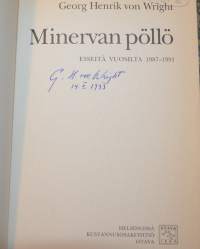 Georg Henrik von Wright
Minervan pöllö
ESSEITÄ VUOSILTA 1987–1991
G. H. von Wright
HELSINGISSÄ
KUSTANNUSOSAKEYHTIÖ
OTAVA